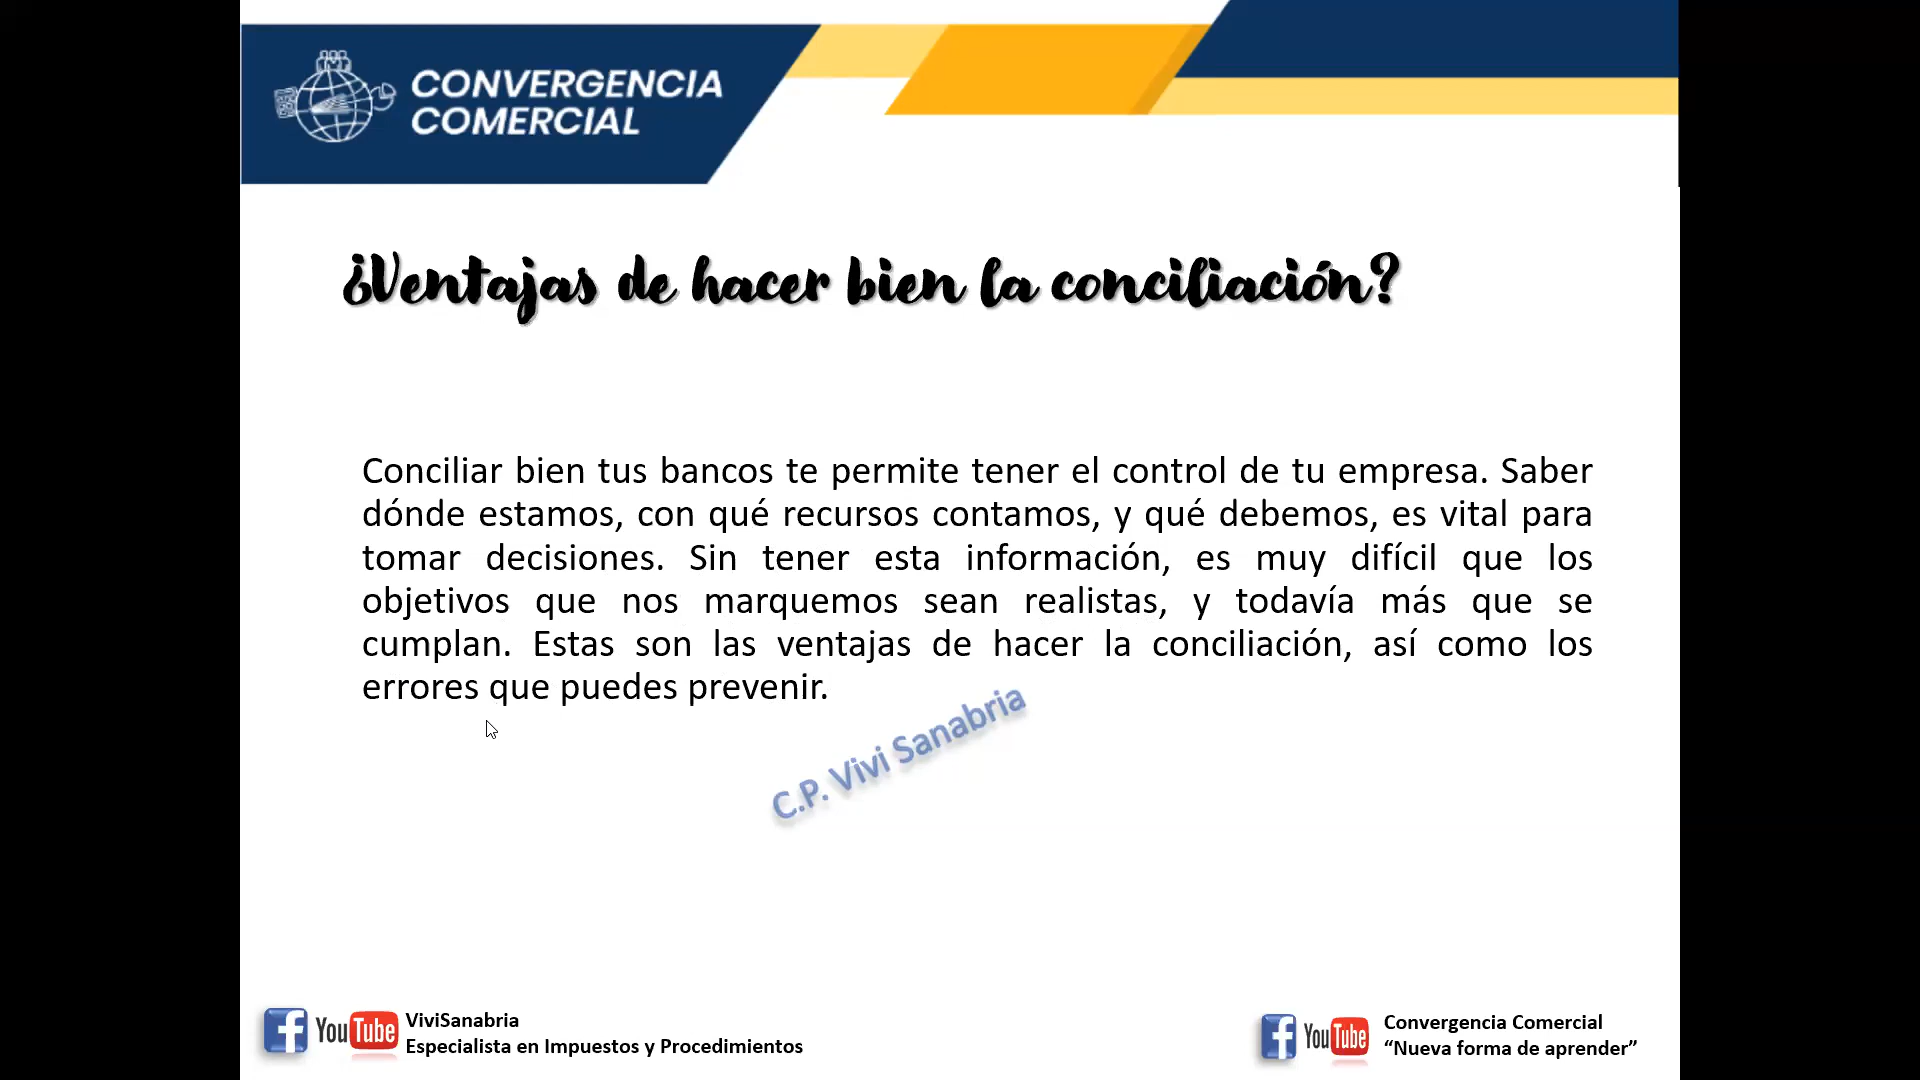 CONVERGENCIA
COMERCIAL
¿Ventajas de hacer bien la conciliación?
Conciliar bien tus bancos te permite tener el control de tu empresa. Saber
dónde estamos, con qué recursos contamos, y qué debemos, es vital para
tomar decisiones. Sin tener esta información, es muy difícil que los
objetivos que nos marquemos sean realistas, y todavía más que se
cumplan. Estas son las ventajas de hacer la conciliación, así como los
errores que puedes prevenir.
C.P. Vivi Sanabria
YouTube
ViviSanabria
Especialista en Impuestos y Procedimientos
YouTube
Convergencia Comercial
“Nueva forma de aprender”